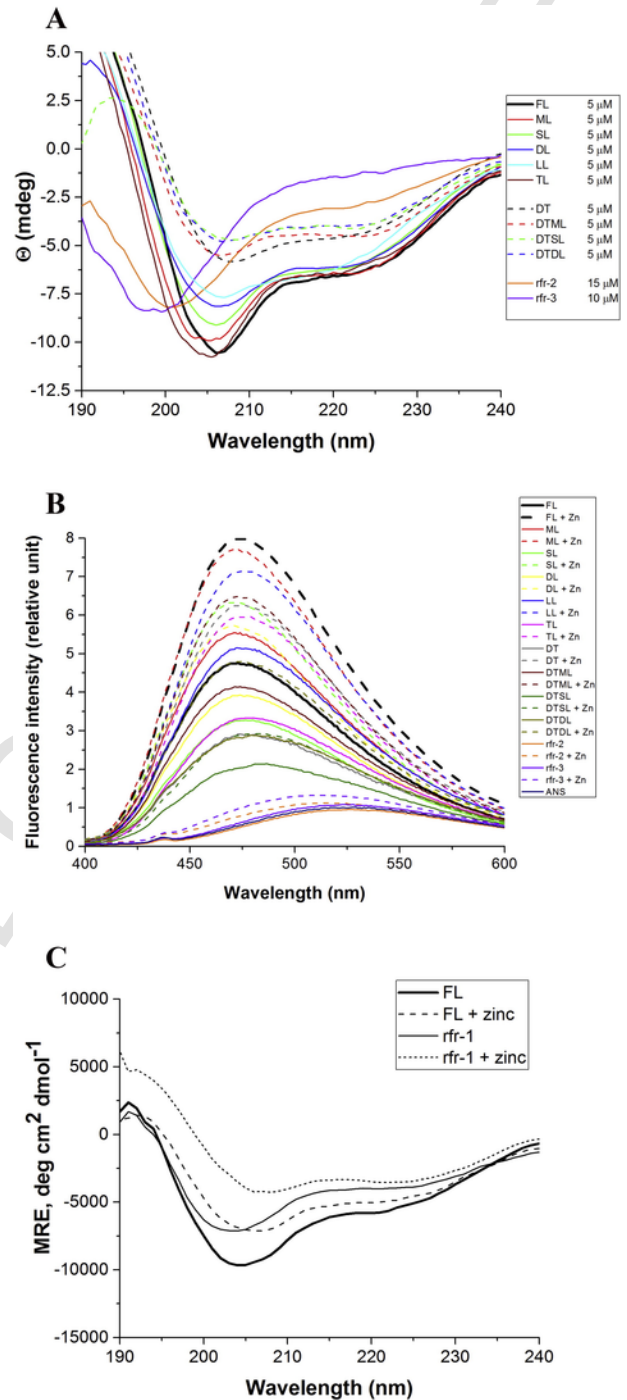 A
5.0
2.5
0.0
-2.5
-5.0
-7.5
-10.0
-12.5
Θ (mdeg)
190 200 210 220 230 240
Wavelength (nm)
FL 5 μM
ML 5 μM
SL 5 μM
DL 5 μM
LL 5 μM
TL 5 μM
DT 5 μM
DTML 5 μM
DTSL 5 μM
DTDL 5 μM
rfr-2 15 μM
rfr-3 10 μM
B
8
7
6
5
4
3
2
1
0
Fluorescence intensity (relative unit)
400 450 500 550 600
Wavelength (nm)
FL
FL + Zn
ML
ML + Zn
SL
SL + Zn
DL
DL + Zn
LL
LL + Zn
TL
TL + Zn
DT
DT + Zn
DTML
DTML + Zn
DTSL
DTSL + Zn
DTDL
DTDL + Zn
rfr-2
rfr-2 + Zn
rfr-3
rfr-3 + Zn
ANS
C
10000
5000
0
-5000
-10000
-15000
MRE, deg cm² dmol⁻¹
190 200 210 220 230 240
Wavelength (nm)
FL
FL + zinc
rfr-1
rfr-1 + zinc